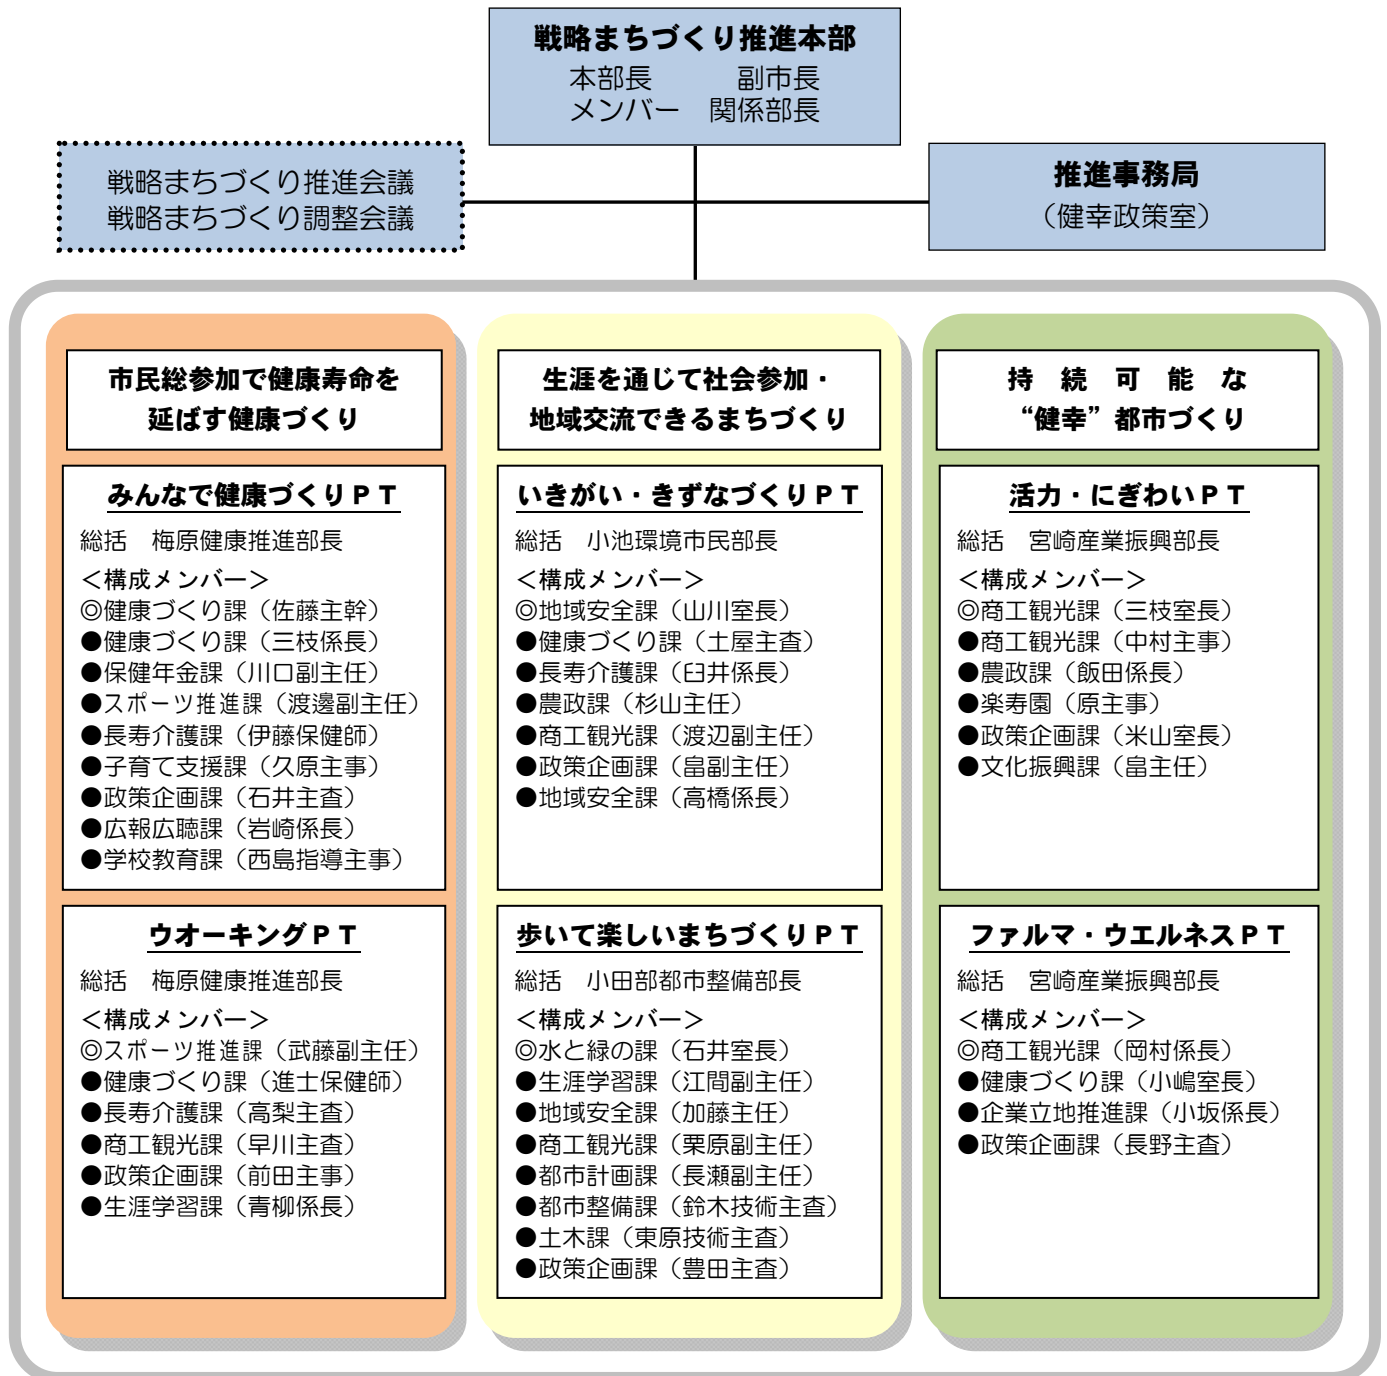 戦略まちづくり推進本部
本部長　　　副市長
メンバー　関係部長
戦略まちづくり推進会議
戦略まちづくり調整会議
推進事務局
（健幸政策室）
市民総参加で健康寿命を
延ばす健康づくり
みんなで健康づくりＰＴ
総括　梅原健康推進部長
＜構成メンバー＞
◎健康づくり課（佐藤主幹）
●健康づくり課（三枝係長）
●保健年金課（川口副主任）
●スポーツ推進課（渡邊副主任）
●長寿介護課（伊藤保健師）
●子育て支援課（久原主事）
●政策企画課（石井主査）
●広報広聴課（岩崎係長）
●学校教育課（西島指導主事）
ウオーキングＰＴ
総括　梅原健康推進部長
＜構成メンバー＞
◎スポーツ推進課（武藤副主任）
●健康づくり課（進士保健師）
●長寿介護課（高梨主査）
●商工観光課（早川主査）
●政策企画課（前田主事）
●生涯学習課（青柳係長）
生涯を通じて社会参加・
地域交流できるまちづくり
いきがい・きずなづくりＰＴ
総括　小池環境市民部長
＜構成メンバー＞
◎地域安全課（山川室長）
●健康づくり課（土屋主査）
●長寿介護課（臼井係長）
●農政課（杉山主任）
●商工観光課（渡辺副主任）
●政策企画課（畠副主任）
●地域安全課（高橋係長）
歩いて楽しいまちづくりＰＴ
総括　小田部都市整備部長
＜構成メンバー＞
◎水と緑の課（石井室長）
●生涯学習課（江間副主任）
●地域安全課（加藤主任）
●商工観光課（栗原副主任）
●都市計画課（長瀬副主任）
●都市整備課（鈴木技術主査）
●土木課（東原技術主査）
●政策企画課（豊田主査）
持　続　可　能　な
“健幸”都市づくり
活力・にぎわいＰＴ
総括　宮崎産業振興部長
＜構成メンバー＞
◎商工観光課（三枝室長）
●商工観光課（中村主事）
●農政課（飯田係長）
●楽寿園（原主事）
●政策企画課（米山室長）
●文化振興課（畠主任）
ファルマ・ウエルネスＰＴ
総括　宮崎産業振興部長
＜構成メンバー＞
◎商工観光課（岡村係長）
●健康づくり課（小嶋室長）
●企業立地推進課（小坂係長）
●政策企画課（長野主査）